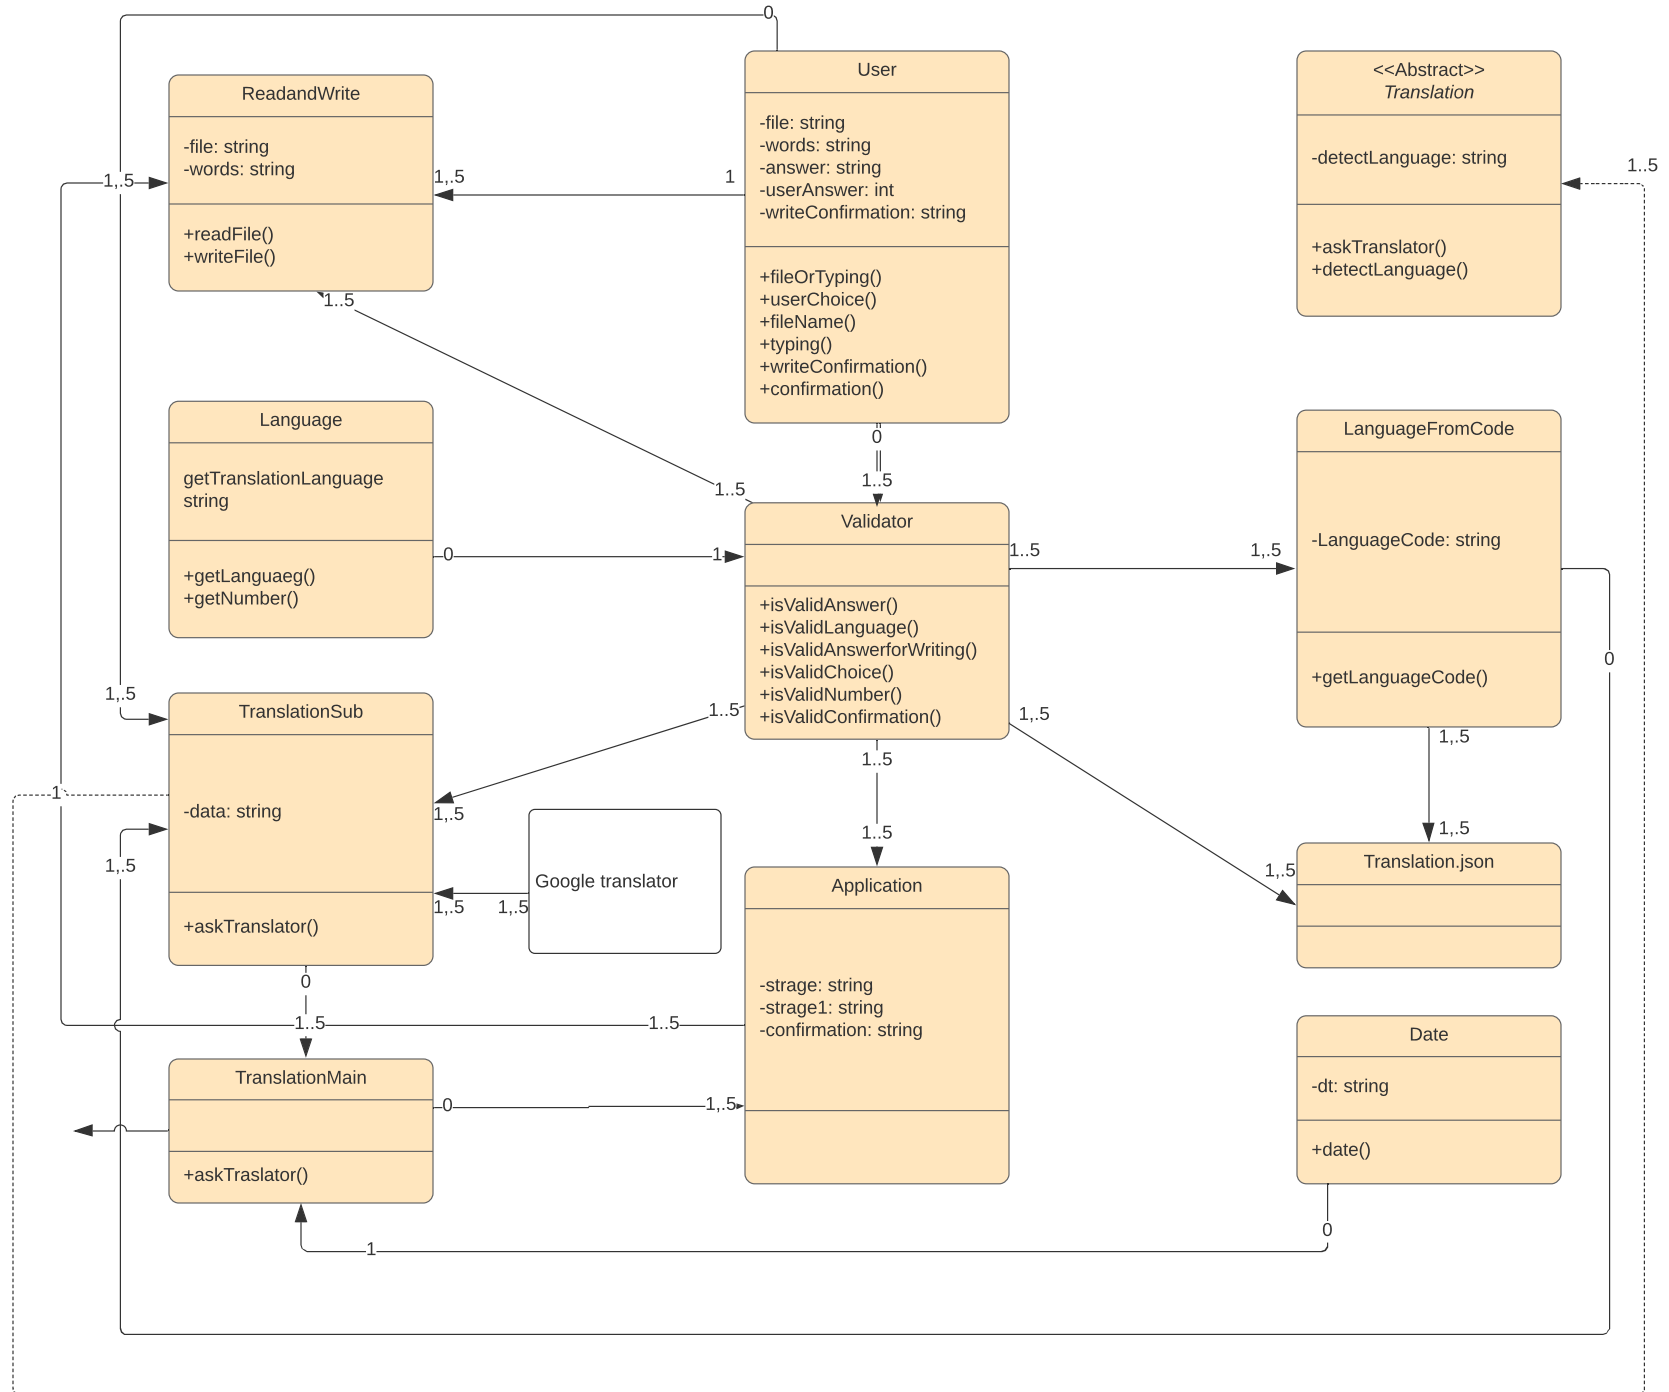 0
User
-file: string
-words: string
-answer: string
-userAnswer: int
-writeConfirmation: string
+fileOrTyping()
+userChoice()
+fileName()
+typing()
+writeConfirmation()
+confirmation()
<<Abstract>>
Translation
-detectLanguage: string
+askTranslator()
+detectLanguage()
1..5
ReadandWrite
-file: string
-words: string
+readFile()
+writeFile()
1,.5
1,.5
1
1..5
1..5
0
1..5
Language
getTranslationLanguage
string
+getLanguaeg()
+getNumber()
0
1
Validator
+isValidAnswer()
+isValidLanguage()
+isValidAnswerforWriting()
+isValidChoice()
+isValidNumber()
+isValidConfirmation()
1..5
1,.5
LanguageFromCode
-LanguageCode: string
+getLanguageCode()
0
1,.5
TranslationSub
-data: string
+askTranslator()
1..5
1,.5
1,.5
1,.5
1..5
1..5
1,.5
1,.5
1
1,.5
Google translator
1,.5
1,.5
Translation.json
Application
-strage: string
-strage1: string
-confirmation: string
0
1..5
1..5
Date
-dt: string
+date()
TranslationMain
+askTraslator()
0
1,.5
0
1